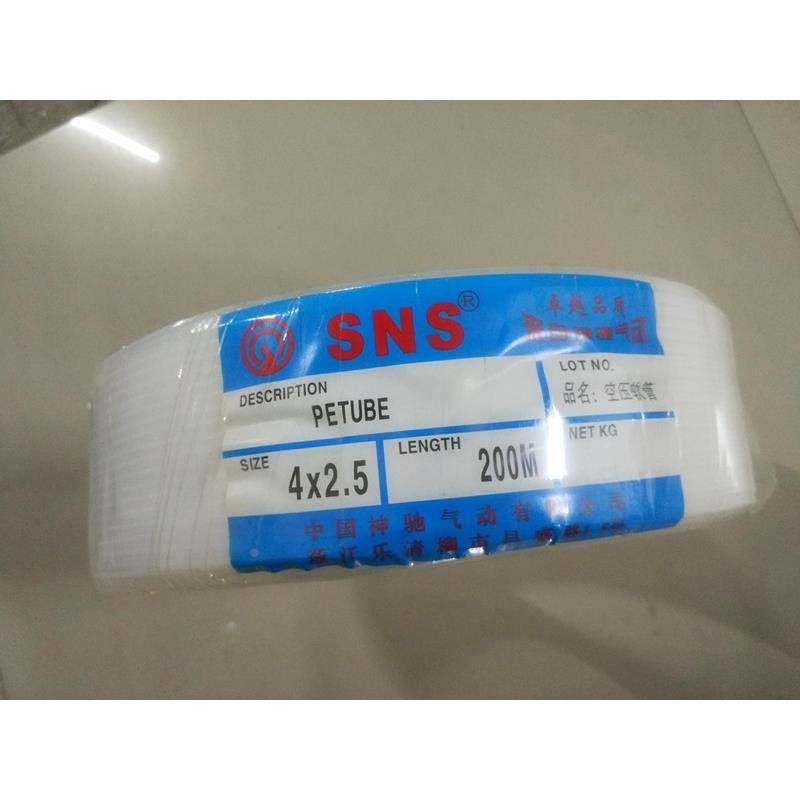 SNS®
卓越品质
DESCRIPTION
PETUBE
LOT NO.
品名：空压软管
SIZE
4x2.5
LENGTH
200M
NET KG
中国神驰气动有限公司